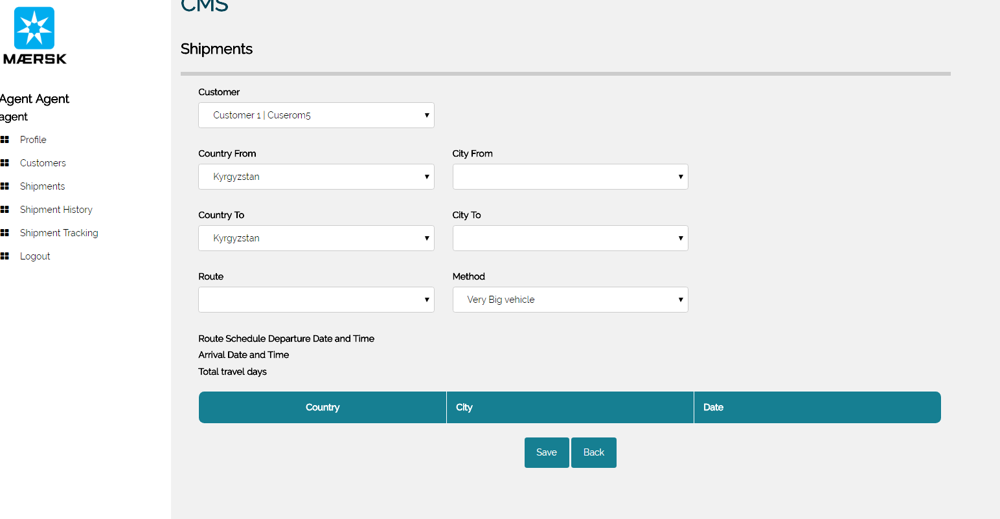 CMS
MÆRSK
Shipments
Agent Agent
agent
Profile
Customers
Shipments
Shipment History
Shipment Tracking
Logout
Customer
Customer 1 | Cuserom5
Country From City From
Kyrgyzstan
Country To City To
Kyrgyzstan
Route Method
Very Big vehicle
Route Schedule Departure Date and Time
Arrival Date and Time
Total travel days
Country City Date
Save Back